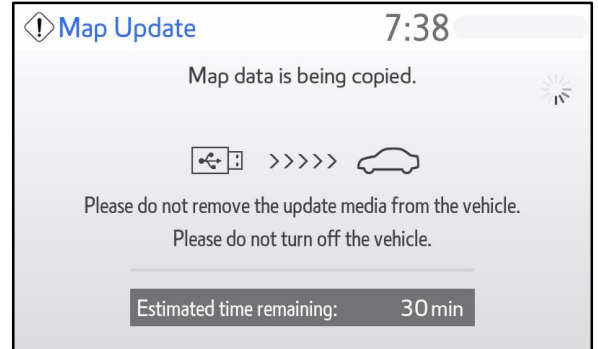 Map Update 7:38
Map data is being copied.
>>>>>
Please do not remove the update media from the vehicle.
Please do not turn off the vehicle.
Estimated time remaining: 30 min